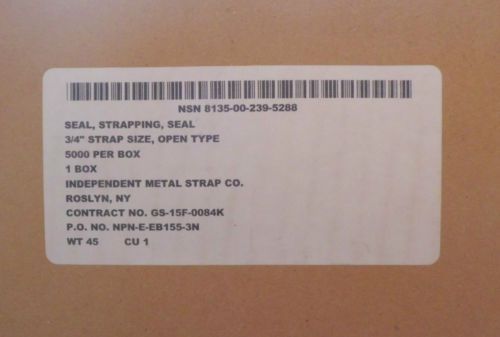 NSN 8135-00-239-5288
SEAL, STRAPPING, SEAL
3/4" STRAP SIZE, OPEN TYPE
5000 PER BOX
1 BOX
INDEPENDENT METAL STRAP CO.
ROSLYN, NY
CONTRACT NO. GS-15F-0084K
P.O. NO. NPN-E-EB155-3N
WT 45 CU 1